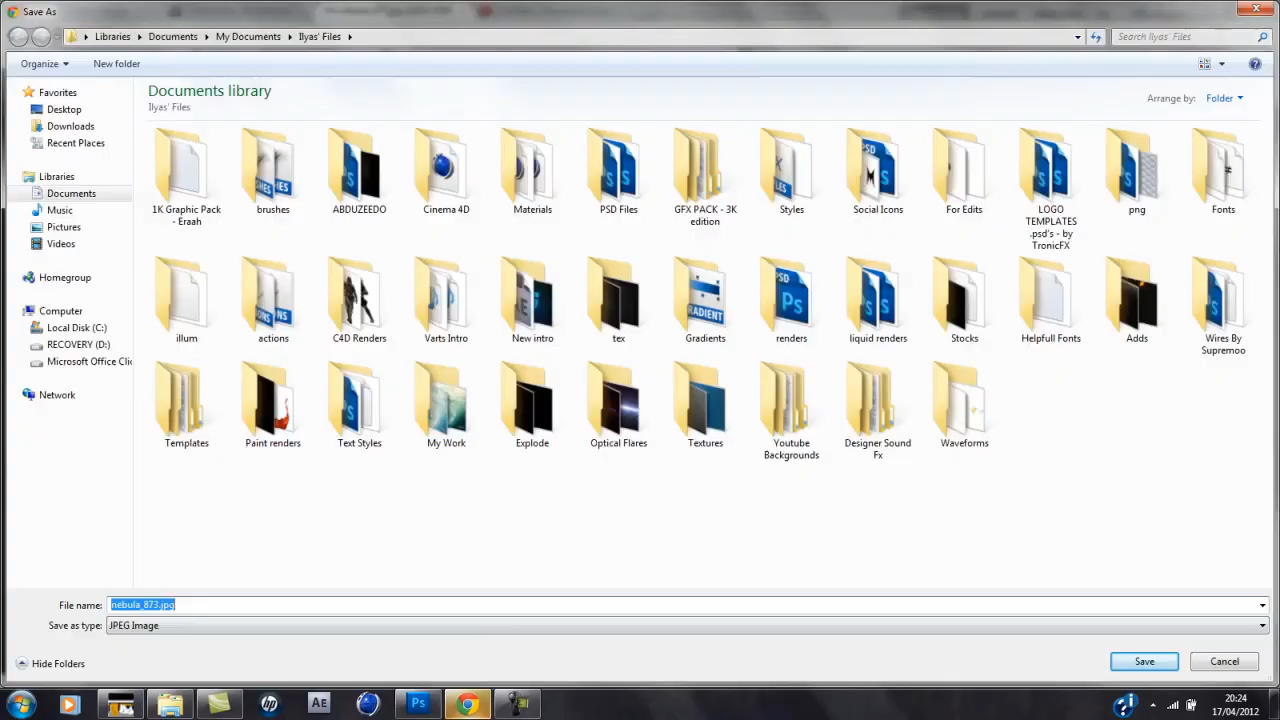 Save As
Libraries Documents My Documents Ilyas' Files
Search Ilyas' Files
Organize New folder
Favorites
Desktop
Downloads
Recent Places
Libraries
Documents
Music
Pictures
Videos
Homegroup
Computer
Local Disk (C:)
RECOVERY (D:)
Microsoft Office Clic
Network
Documents library
Ilyas' Files
Arrange by: Folder
1K Graphic Pack
- Eraah
brushes
ABDUZEEDO
Cinema 4D
Materials
PSD Files
GFX PACK - 3K
edition
Styles
Social Icons
For Edits
LOGO
TEMPLATES
.psd's - by
TronicFX
png
Fonts
illum
actions
C4D Renders
Varts Intro
New intro
tex
Gradients
renders
liquid renders
Stocks
Helpfull Fonts
Adds
Wires By
Supremoo
Templates
Paint renders
Text Styles
My Work
Explode
Optical Flares
Textures
Youtube
Backgrounds
Designer Sound
Fx
Waveforms
File name: nebula_873.jpg
Save as type: JPEG Image
Hide Folders
Save Cancel
AE
Ps
20:24
17/04/2012